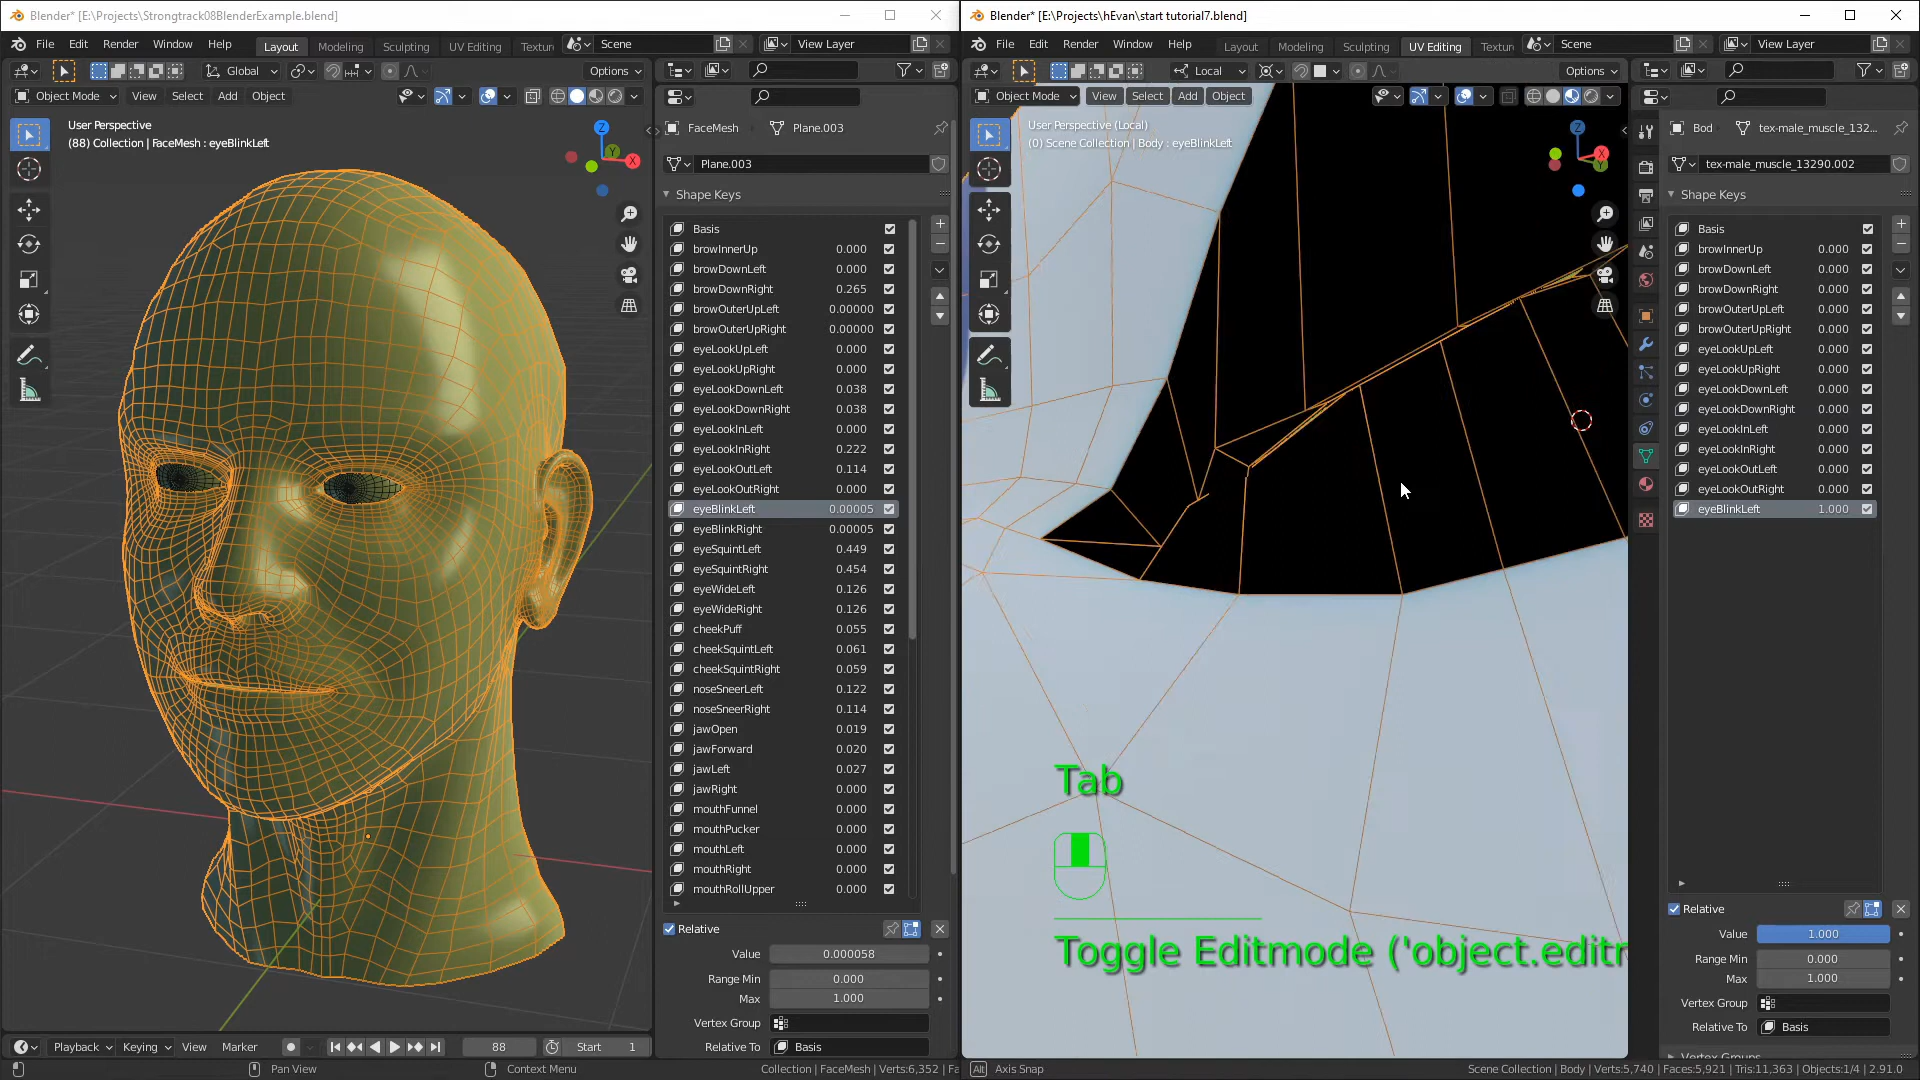 Blender* [E:\Projects\Strongtrack08BlenderExample.blend]
File Edit Render Window Help Layout Modeling Sculpting UV Editing Textur Scene View Layer
Global Options
Object Mode View Select Add Object
User Perspective
(88) Collection | FaceMesh : eyeBlinkLeft
Z
Y
X
FaceMesh Plane.003
Plane.003
Shape Keys
Basis
browInnerUp 0.000
browDownLeft 0.000
browDownRight 0.265
browOuterUpLeft 0.00000
browOuterUpRight 0.00000
eyeLookUpLeft 0.000
eyeLookUpRight 0.000
eyeLookDownLeft 0.038
eyeLookDownRight 0.038
eyeLookInLeft 0.000
eyeLookInRight 0.222
eyeLookOutLeft 0.114
eyeLookOutRight 0.000
eyeBlinkLeft 0.00005
eyeBlinkRight 0.00005
eyeSquintLeft 0.449
eyeSquintRight 0.454
eyeWideLeft 0.126
eyeWideRight 0.126
cheekPuff 0.055
cheekSquintLeft 0.061
cheekSquintRight 0.059
noseSneerLeft 0.122
noseSneerRight 0.114
jawOpen 0.019
jawForward 0.020
jawLeft 0.027
jawRight 0.000
mouthFunnel 0.000
mouthPucker 0.000
mouthLeft 0.000
mouthRight 0.000
mouthRollUpper 0.000
Relative
Value 0.000058
Range Min 0.000
Max 1.000
Vertex Group
Relative To Basis
Playback Keying View Marker 88 Start 1
Pan View Context Menu Collection | FaceMesh | Verts:6,352 | Fa
Blender* [E:\Projects\hEvan\start tutorial7.blend]
File Edit Render Window Help Layout Modeling Sculpting UV Editing Textur Scene View Layer
Local Options
Object Mode View Select Add Object
User Perspective (Local)
(0) Scene Collection | Body : eyeBlinkLeft
Z
X
Y
Bod tex-male_muscle_132...
tex-male_muscle_13290.002
Shape Keys
Basis
browInnerUp 0.000
browDownLeft 0.000
browDownRight 0.000
browOuterUpLeft 0.000
browOuterUpRight 0.000
eyeLookUpLeft 0.000
eyeLookUpRight 0.000
eyeLookDownLeft 0.000
eyeLookDownRight 0.000
eyeLookInLeft 0.000
eyeLookInRight 0.000
eyeLookOutLeft 0.000
eyeLookOutRight 0.000
eyeBlinkLeft 1.000
Tab
Toggle Editmode ('object.editm
Relative
Value 1.000
Range Min 0.000
Max 1.000
Vertex Group
Relative To Basis
Vertex Groups
Alt Axis Snap Scene Collection | Body | Verts:5,740 | Faces:5,921 | Tris:11,363 | Objects:1/4 | 2.91.0